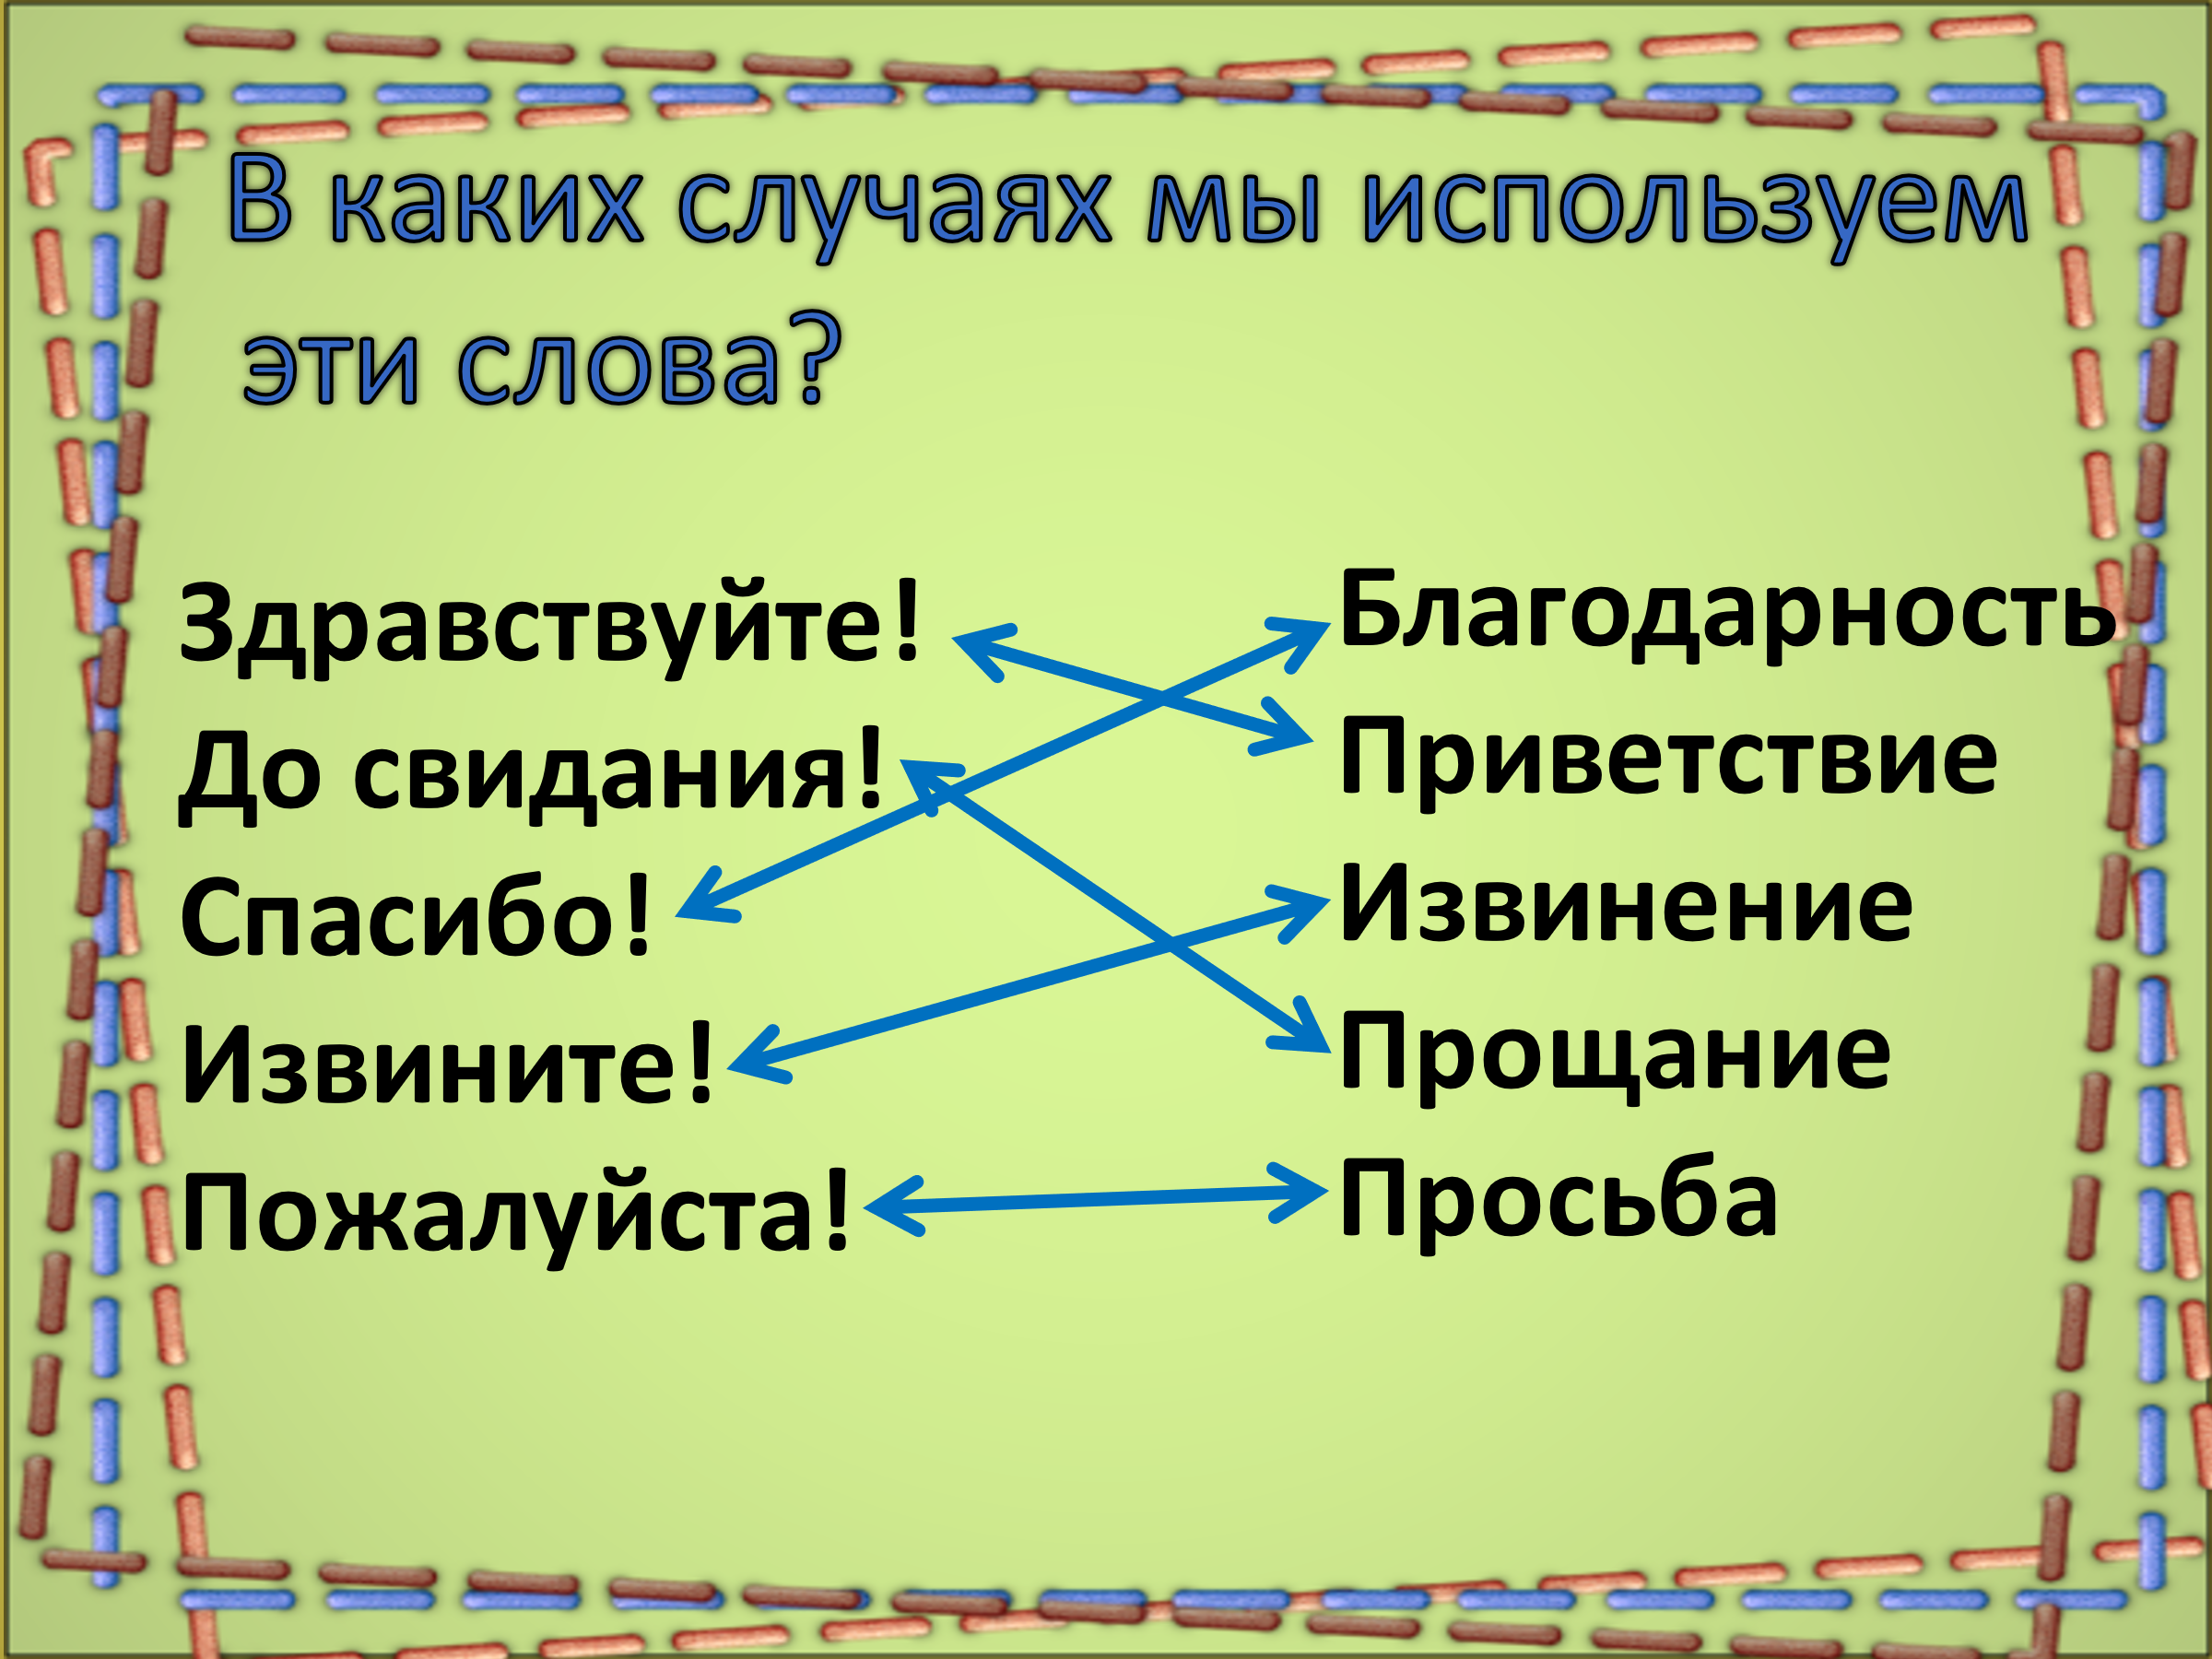 В каких случаях мы используем
эти слова?
Здравствуйте!
До свидания!
Спасибо!
Извините!
Пожалуйста!
Благодарность
Приветствие
Извинение
Прощание
Просьба